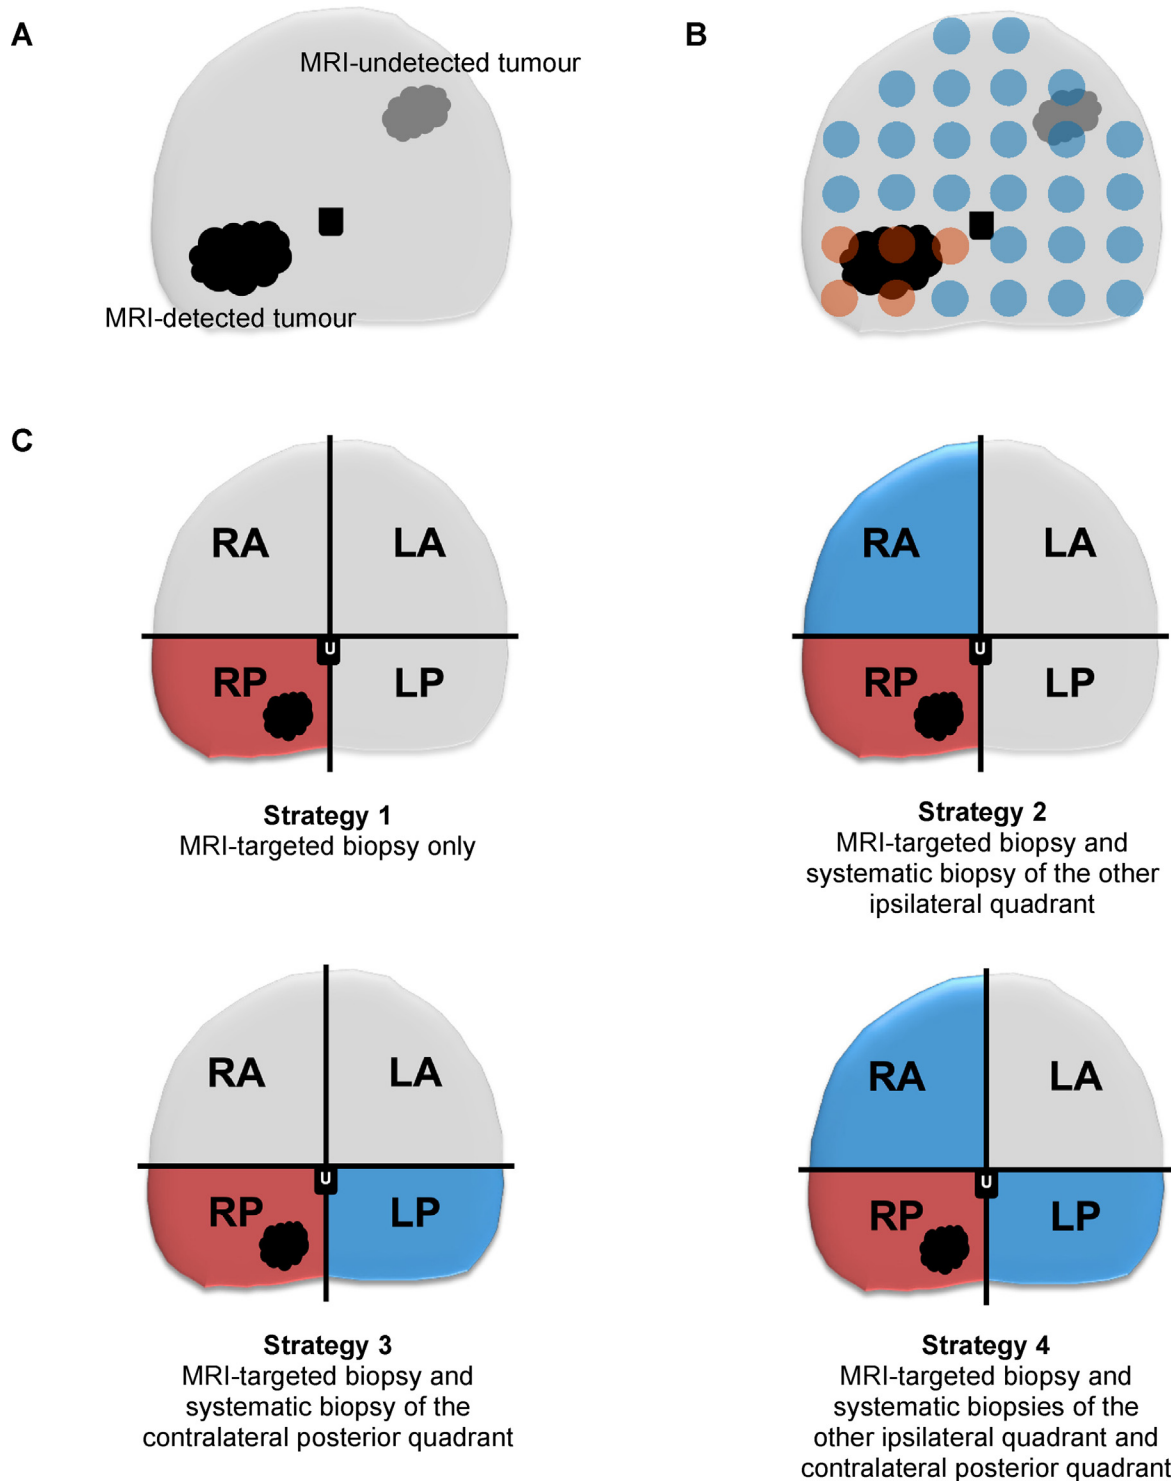 A
MRI-undetected tumour
MRI-detected tumour
B
C
RA
LA
U
RP
LP
Strategy 1
MRI-targeted biopsy only
RA
LA
U
RP
LP
Strategy 2
MRI-targeted biopsy and
systematic biopsy of the other
ipsilateral quadrant
RA
LA
U
RP
LP
Strategy 3
MRI-targeted biopsy and
systematic biopsy of the
contralateral posterior quadrant
RA
LA
U
RP
LP
Strategy 4
MRI-targeted biopsy and
systematic biopsies of the
other ipsilateral quadrant and
contralateral posterior quadrant